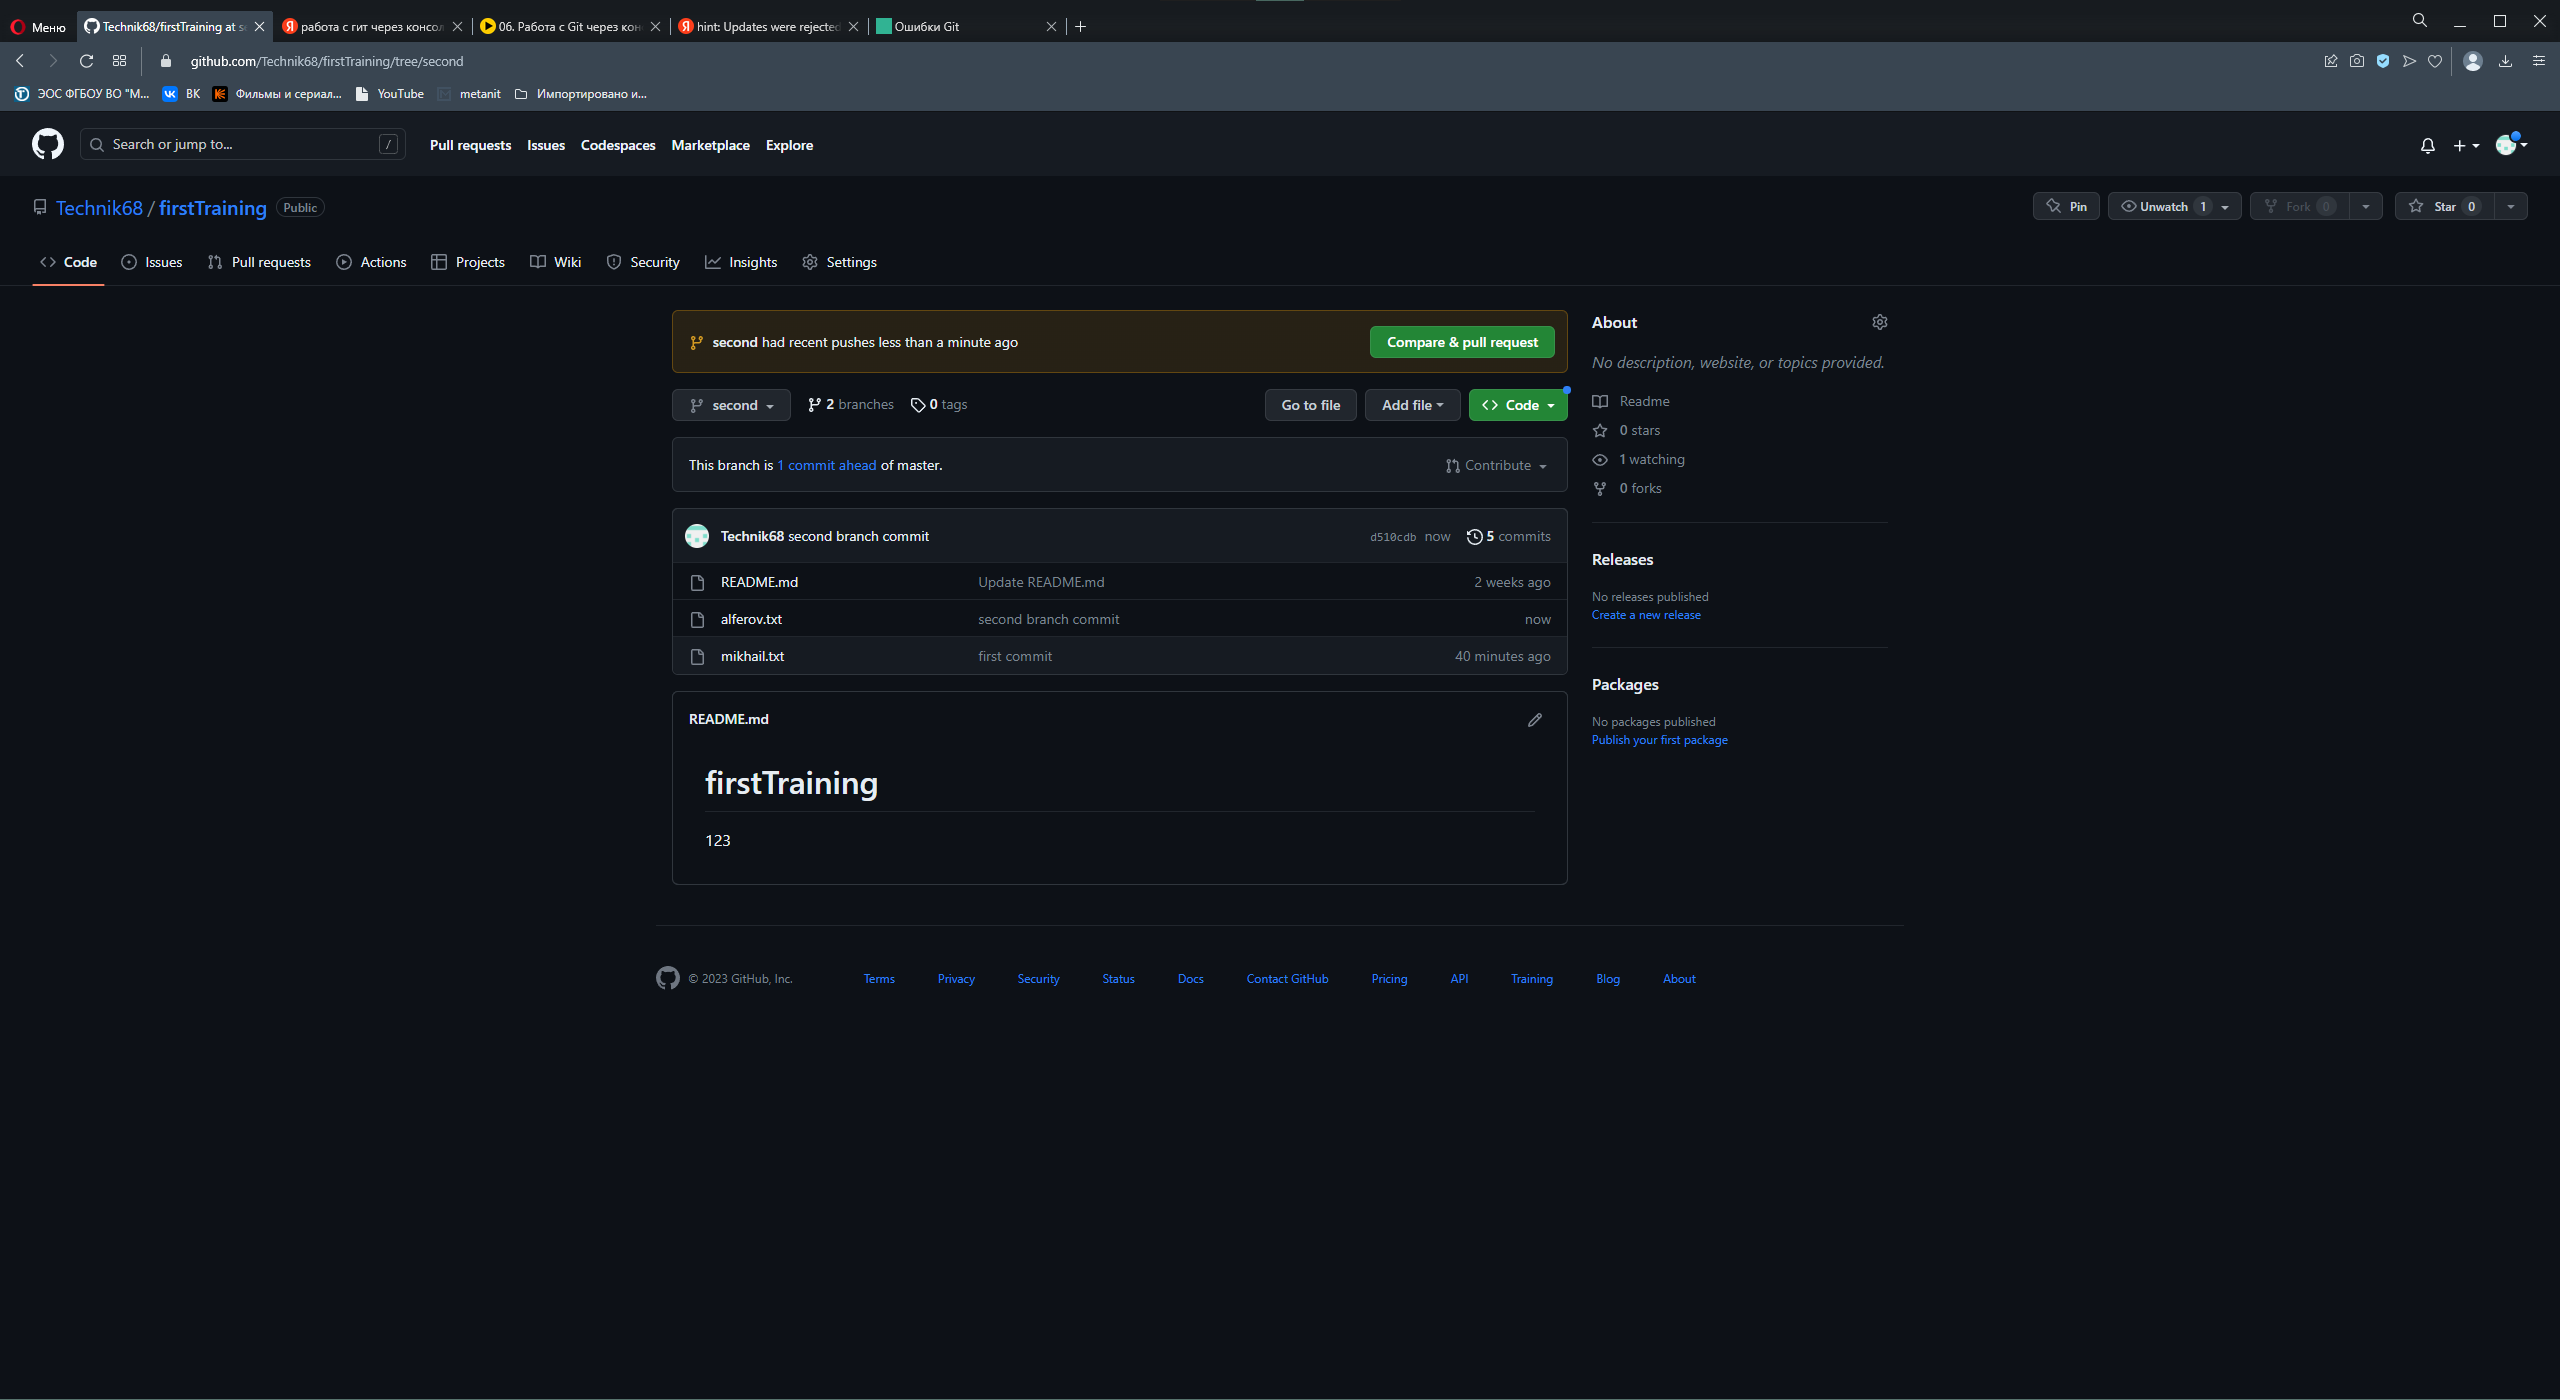 Меню
Technik68/firstTraining at se
работа с гит через консол
06. Работа с Git через кон
hint: Updates were rejected
Ошибки Git
github.com/Technik68/firstTraining/tree/second
ЭОС ФГБОУ ВО "М...
ВК
Фильмы и сериал...
YouTube
metanit
Импортировано и...
Search or jump to...
/
Pull requests
Issues
Codespaces
Marketplace
Explore
Technik68 / firstTraining
Public
Pin
Unwatch 1
Fork 0
Star 0
Code
Issues
Pull requests
Actions
Projects
Wiki
Security
Insights
Settings
second had recent pushes less than a minute ago
Compare & pull request
second
2 branches
0 tags
Go to file
Add file
Code
This branch is 1 commit ahead of master.
Contribute
Technik68 second branch commit
d510cdb now
5 commits
README.md
Update README.md
2 weeks ago
alferov.txt
second branch commit
now
mikhail.txt
first commit
40 minutes ago
README.md
firstTraining
123
About
No description, website, or topics provided.
Readme
0 stars
1 watching
0 forks
Releases
No releases published
Create a new release
Packages
No packages published
Publish your first package
© 2023 GitHub, Inc.
Terms
Privacy
Security
Status
Docs
Contact GitHub
Pricing
API
Training
Blog
About